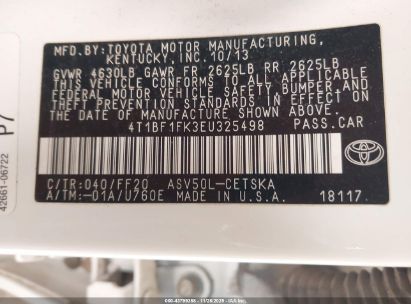 MFD.BY: TOYOTA MOTOR MANUFACTURING,
KENTUCKY, INC. 10/13
GVWR 4630LB GAWR FR 2625LB RR 2625LB
THIS VEHICLE CONFORMS TO ALL APPLICABLE
FEDERAL MOTOR VEHICLE SAFETY, BUMPER, AND
THEFT PREVENTION STANDARDS IN EFFECT ON
THE DATE OF MANUFACTURE SHOWN ABOVE.
4T1BF1FK3EU325498 PASS.CAR
C/TR:040/FF20 ASV50L-CETSKA
A/TM:-01A/U760E MADE IN U.S.A. 18117
TOYOTA
P7
42661-06722